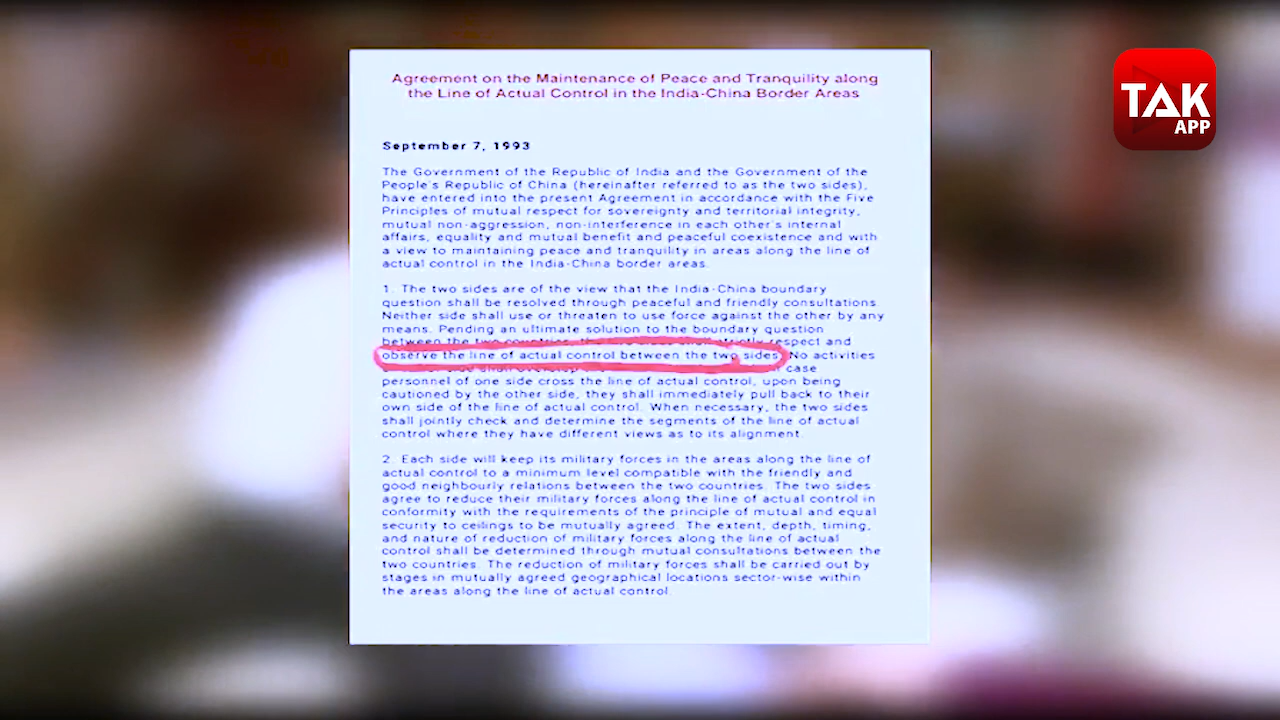 Agreement on the Maintenance of Peace and Tranquility along
the Line of Actual Control in the India-China Border Areas
September 7, 1993
The Government of the Republic of India and the Government of the
People's Republic of China (hereinafter referred to as the two sides),
have entered into the present Agreement in accordance with the Five
Principles of mutual respect for sovereignty and territorial integrity,
mutual non-aggression, non-interference in each other's internal
affairs, equality and mutual benefit and peaceful coexistence and with
a view to maintaining peace and tranquility in areas along the line of
actual control in the India-China border areas.
1. The two sides are of the view that the India-China boundary
question shall be resolved through peaceful and friendly consultations.
Neither side shall use or threaten to use force against the other by any
means. Pending an ultimate solution to the boundary question
between the two countries, strictly respect and
observe the line of actual control between the two sides. No activities
case
personnel of one side cross the line of actual control, upon being
cautioned by the other side, they shall immediately pull back to their
own side of the line of actual control. When necessary, the two sides
shall jointly check and determine the segments of the line of actual
control where they have different views as to its alignment.
2. Each side will keep its military forces in the areas along the line of
actual control to a minimum level compatible with the friendly and
good neighbourly relations between the two countries. The two sides
agree to reduce their military forces along the line of actual control in
conformity with the requirements of the principle of mutual and equal
security to ceilings to be mutually agreed. The extent, depth, timing,
and nature of reduction of military forces along the line of actual
control shall be determined through mutual consultations between the
two countries. The reduction of military forces shall be carried out by
stages in mutually agreed geographical locations sector-wise within
the areas along the line of actual control.
TAK
APP